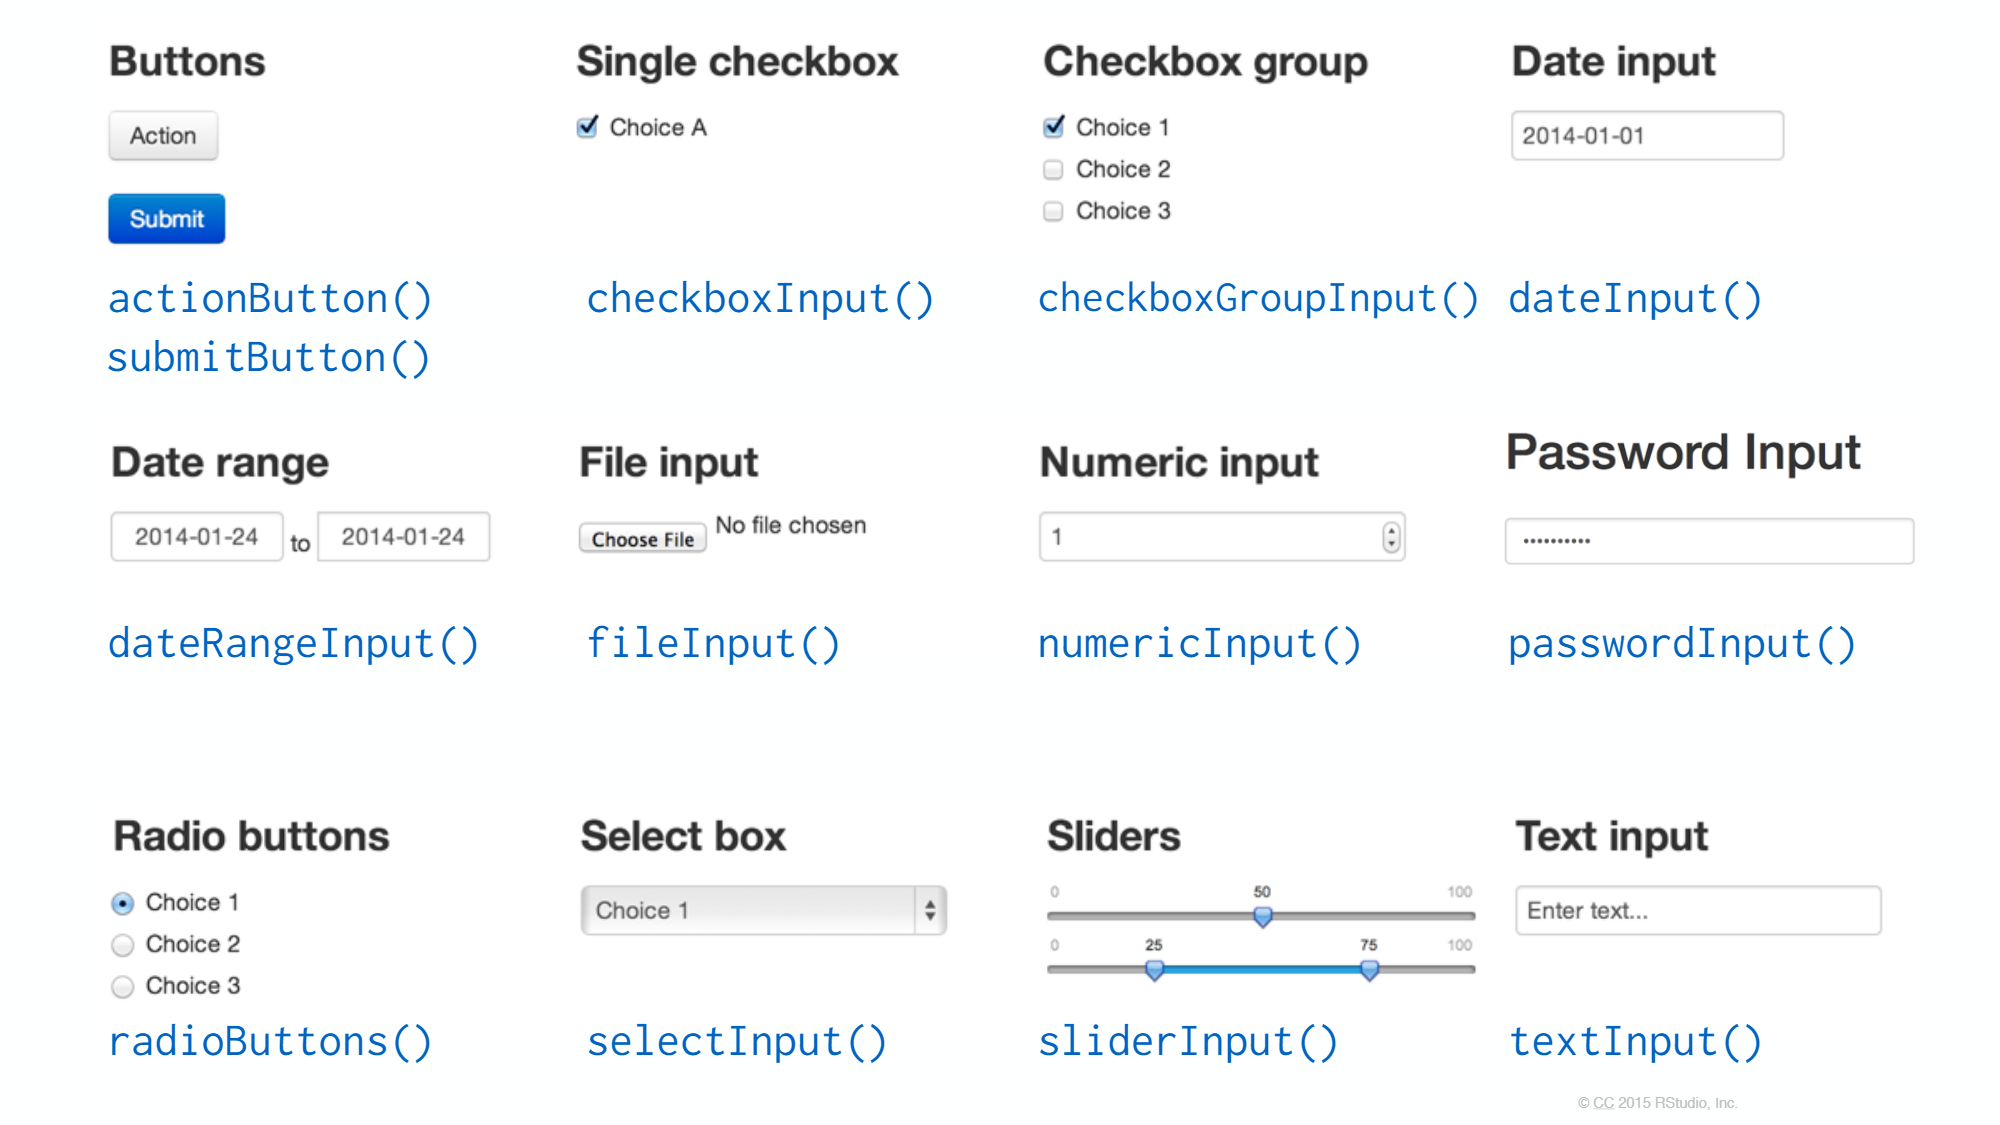 Buttons
Action
Submit
actionButton()
submitButton()
Single checkbox
Choice A
checkboxInput()
Checkbox group
Choice 1
Choice 2
Choice 3
checkboxGroupInput()
Date input
2014-01-01
dateInput()
Date range
2014-01-24 to 2014-01-24
dateRangeInput()
File input
Choose File No file chosen
fileInput()
Numeric input
1
numericInput()
Password Input
••••••••••
passwordInput()
Radio buttons
Choice 1
Choice 2
Choice 3
radioButtons()
Select box
Choice 1
selectInput()
Sliders
0 50 100
0 25 75 100
sliderInput()
Text input
Enter text...
textInput()
© CC 2015 RStudio, Inc.